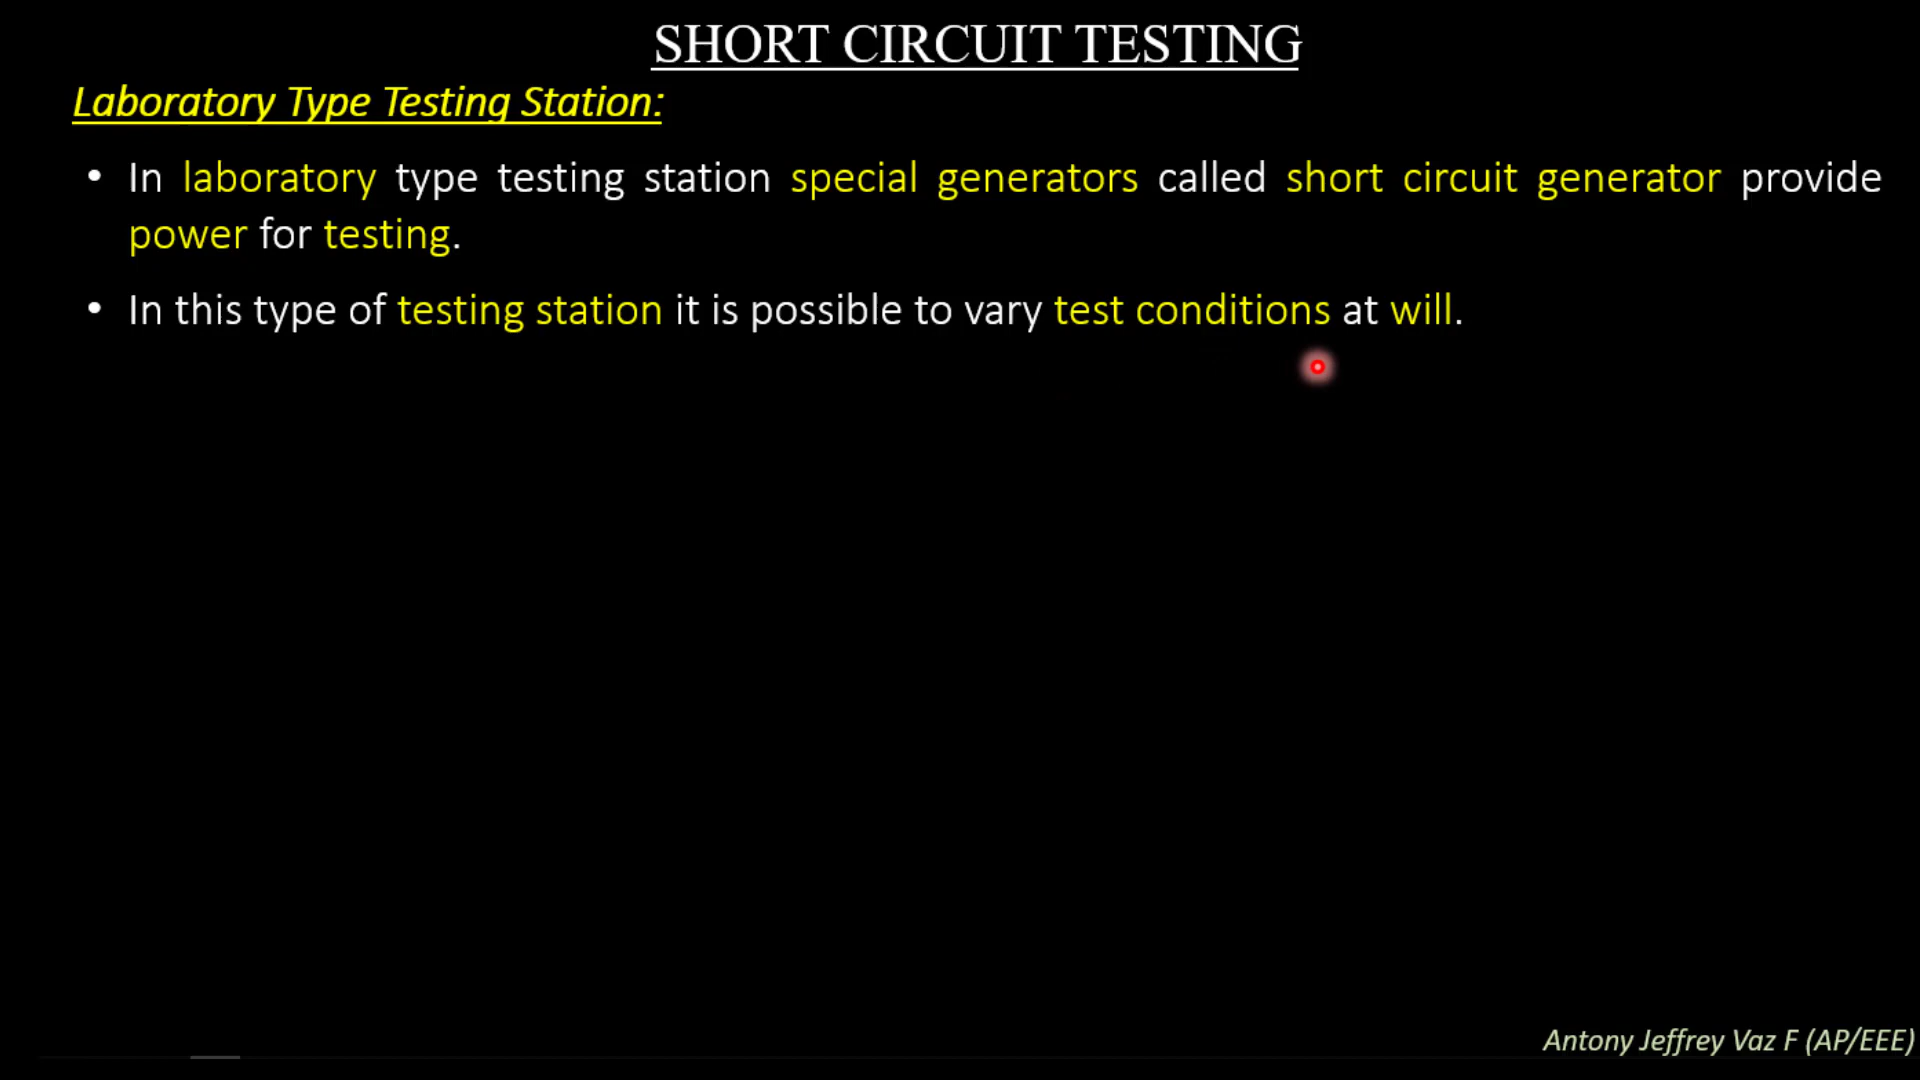 SHORT CIRCUIT TESTING
Laboratory Type Testing Station:
• In laboratory type testing station special generators called short circuit generator provide
power for testing.
• In this type of testing station it is possible to vary test conditions at will.
Antony Jeffrey Vaz F (AP/EEE)